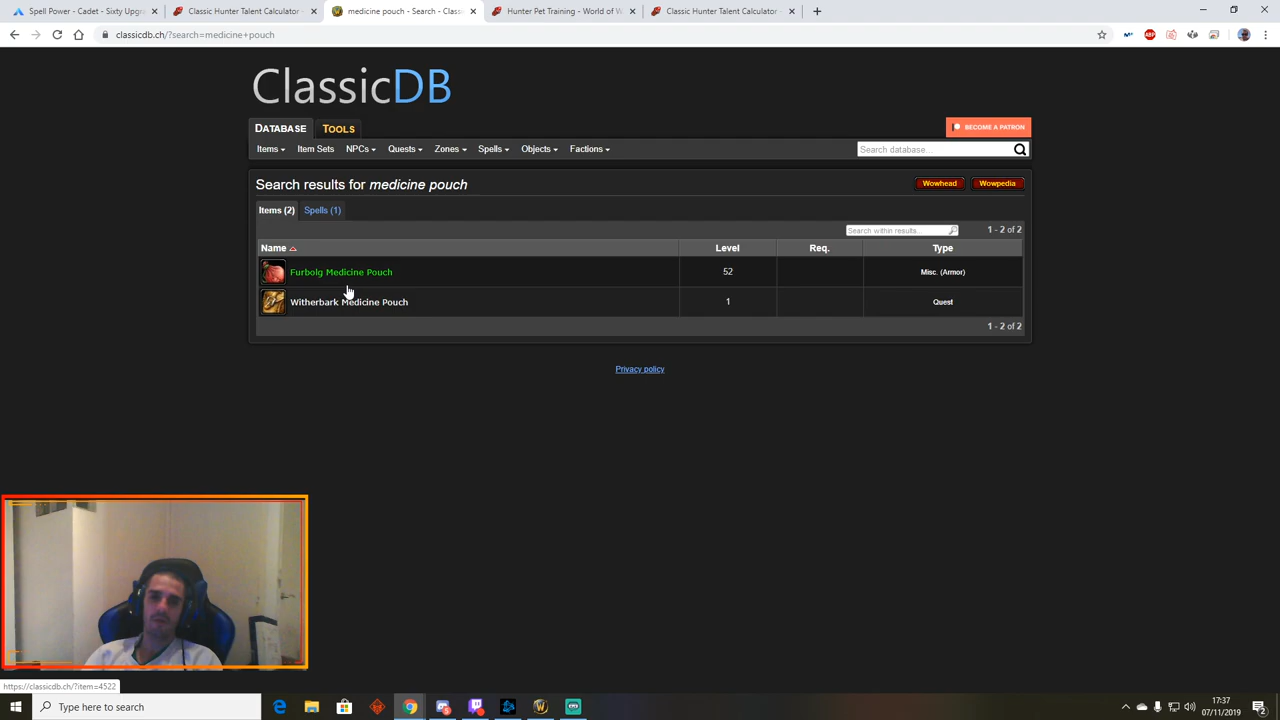 Spell Power - Cadet - Sixty Upgra
Classic Hunter Talent Calculator -
medicine pouch - Search - Classi
Hunter Pet Training - World of W
Classic Hunter Talent Calculator -
classicdb.ch/?search=medicine+pouch
ABP
ClassicDB
DATABASE
TOOLS
BECOME A PATRON
Items
Item Sets
NPCs
Quests
Zones
Spells
Objects
Factions
Search database...
Search results for medicine pouch
Wowhead
Wowpedia
Items (2)
Spells (1)
Search within results...
1 - 2 of 2
Name
Level
Req.
Type
Furbolg Medicine Pouch
52
Misc. (Armor)
Witherbark Medicine Pouch
1
Quest
1 - 2 of 2
Privacy policy
https://classicdb.ch/?item=4522
Type here to search
17:37
07/11/2019
2